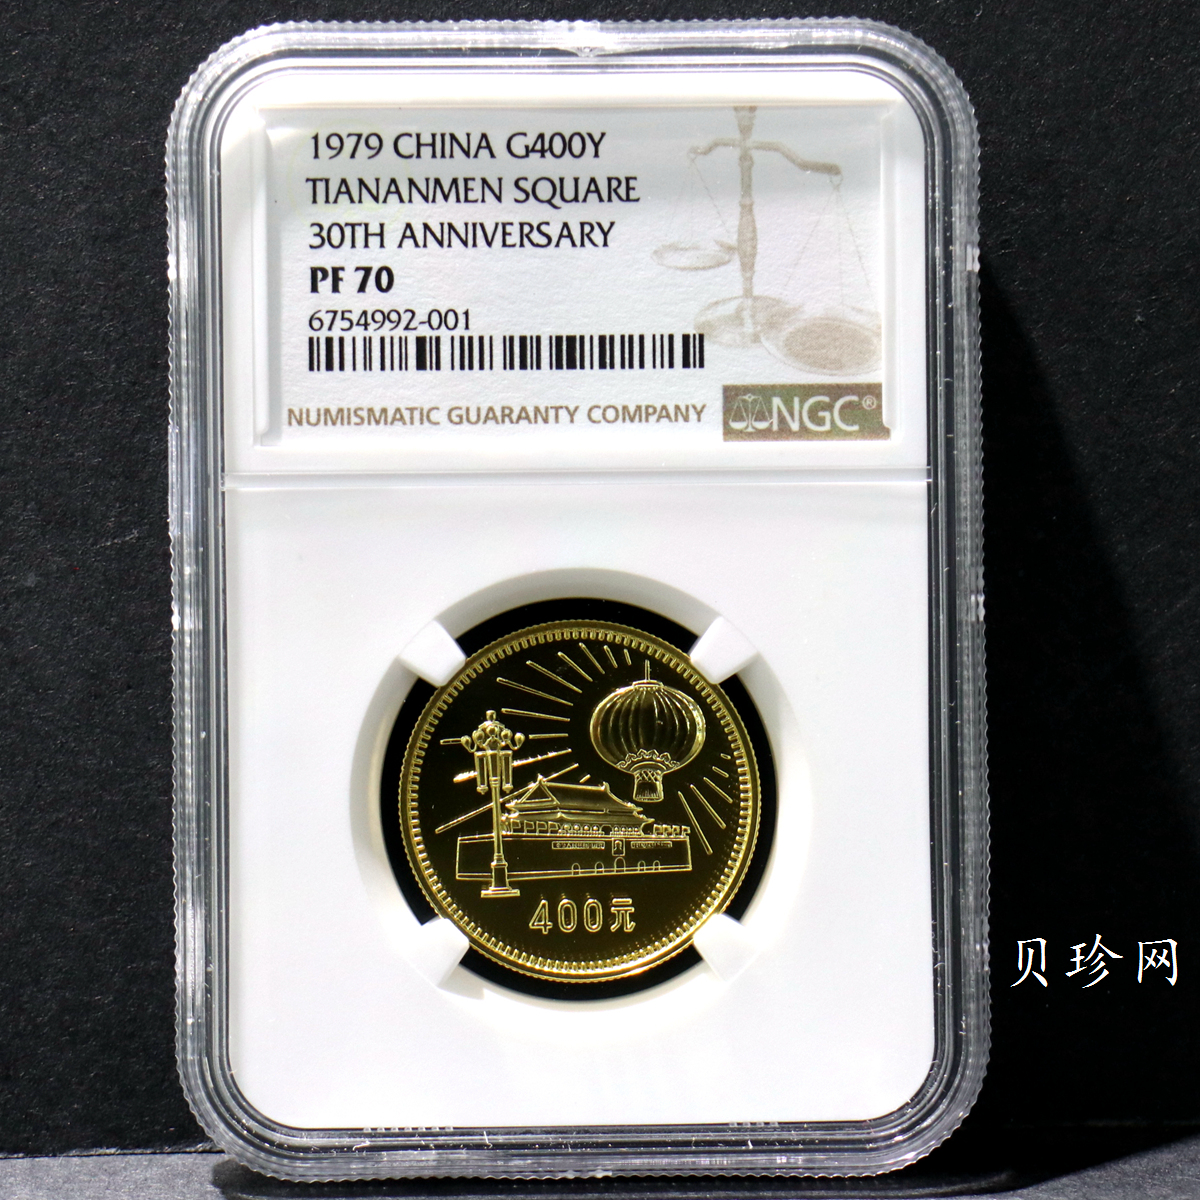 1979 CHINA G400Y
TIANANMEN SQUARE
30TH ANNIVERSARY
PF 70
6754992-001
NUMISMATIC GUARANTY COMPANY
NGC®
400元
贝珍网